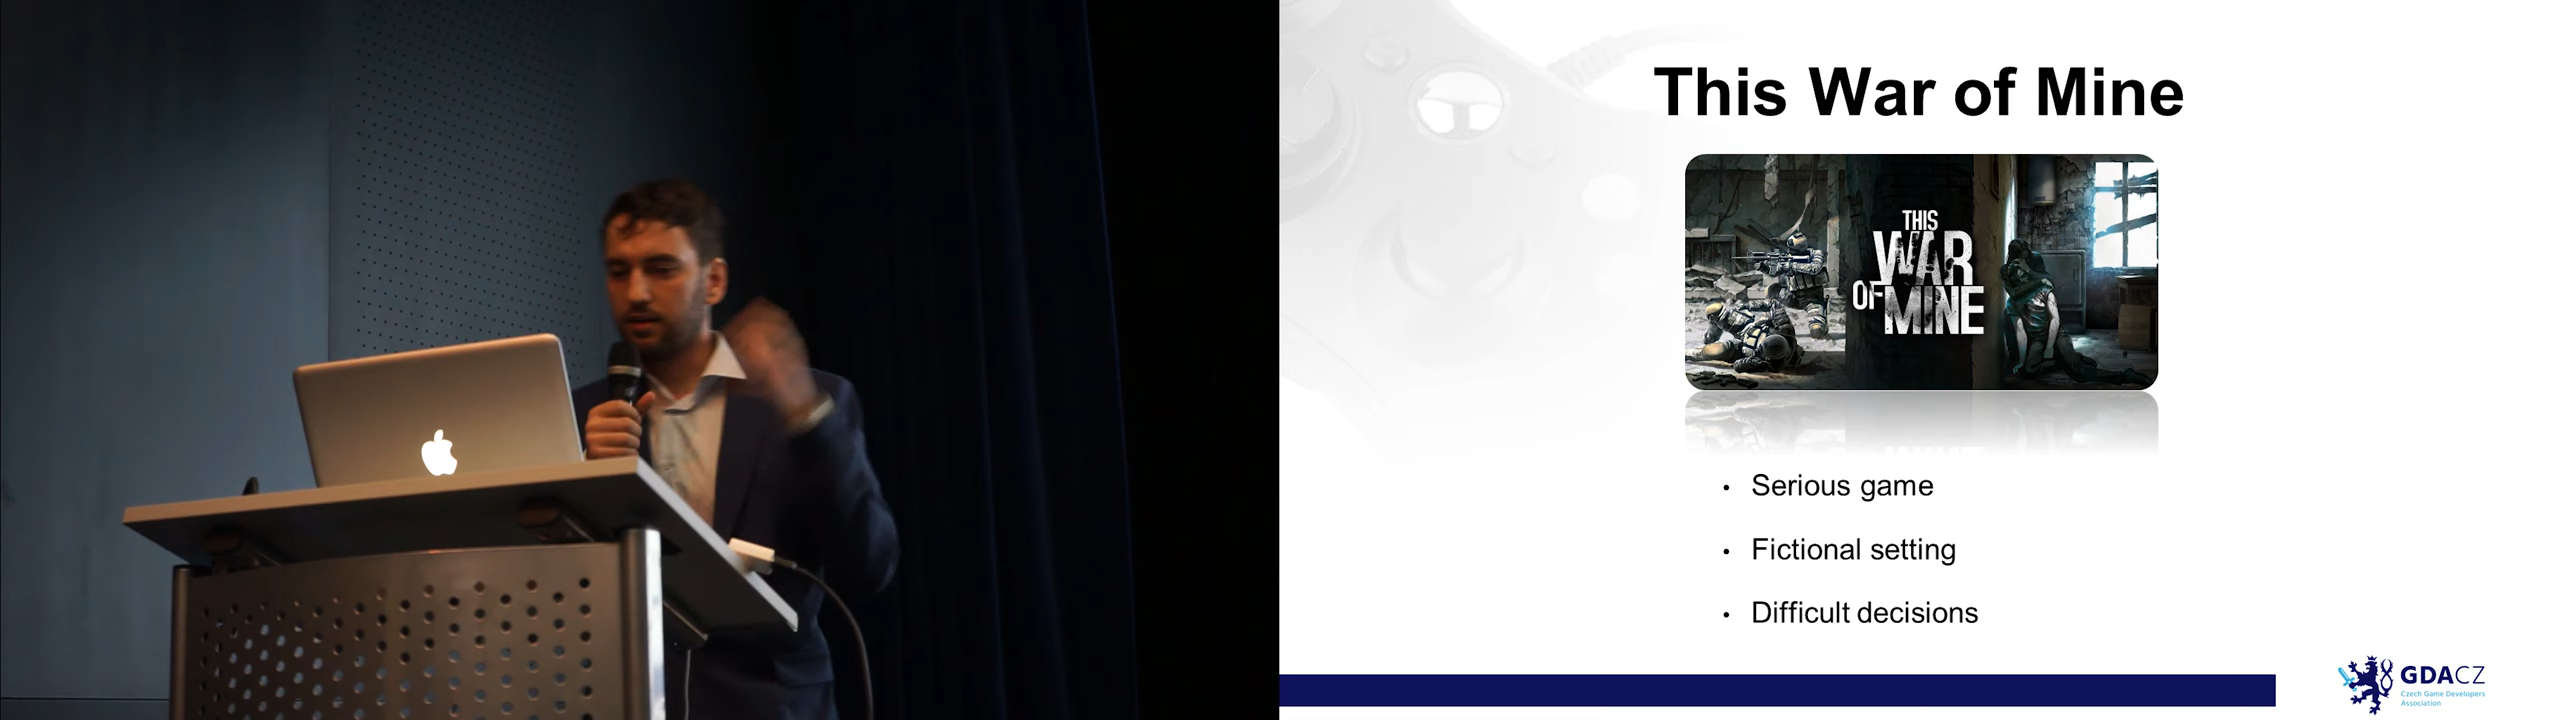 This War of Mine
THIS
WAR
OF MINE
• Serious game
• Fictional setting
• Difficult decisions
GDACZ
Czech Game Developers
Association